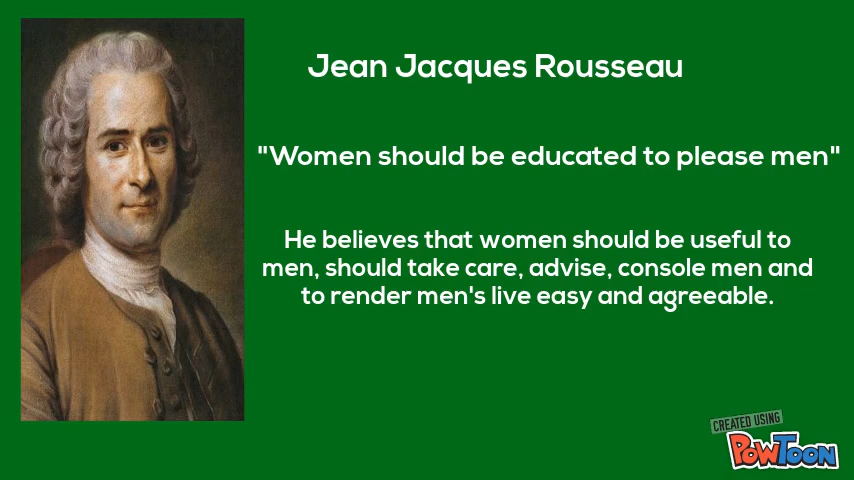 Jean Jacques Rousseau
"Women should be educated to please men"
He believes that women should be useful to
men, should take care, advise, console men and
to render men's live easy and agreeable.
CREATED USING
POWTOON